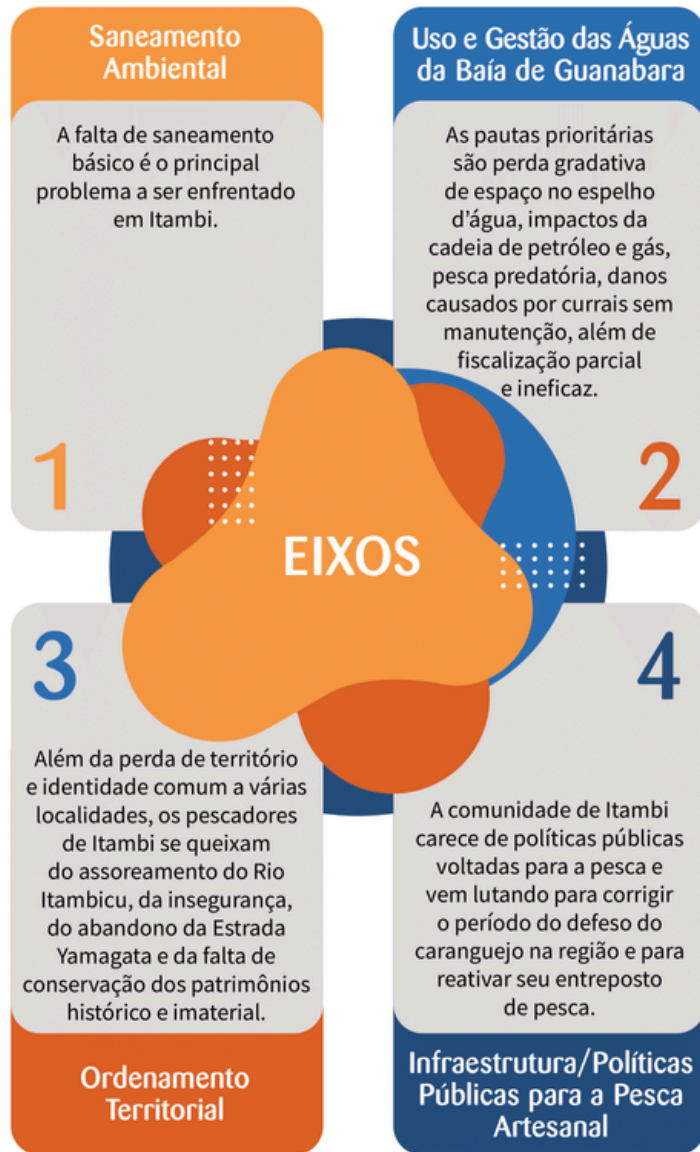 Saneamento
Ambiental
A falta de saneamento
básico é o principal
problema a ser enfrentado
em Itambi.
1
Uso e Gestão das Águas
da Baía de Guanabara
As pautas prioritárias
são perda gradativa
de espaço no espelho
d’água, impactos da
cadeia de petróleo e gás,
pesca predatória, danos
causados por currais sem
manutenção, além de
fiscalização parcial
e ineficaz.
2
EIXOS
3
Além da perda de território
e identidade comum a várias
localidades, os pescadores
de Itambi se queixam
do assoreamento do Rio
Itambicu, da insegurança,
do abandono da Estrada
Yamagata e da falta de
conservação dos patrimônios
histórico e imaterial.
Ordenamento
Territorial
4
A comunidade de Itambi
carece de políticas públicas
voltadas para a pesca e
vem lutando para corrigir
o período do defeso do
caranguejo na região e para
reativar seu entreposto
de pesca.
Infraestrutura/Políticas
Públicas para a Pesca
Artesanal